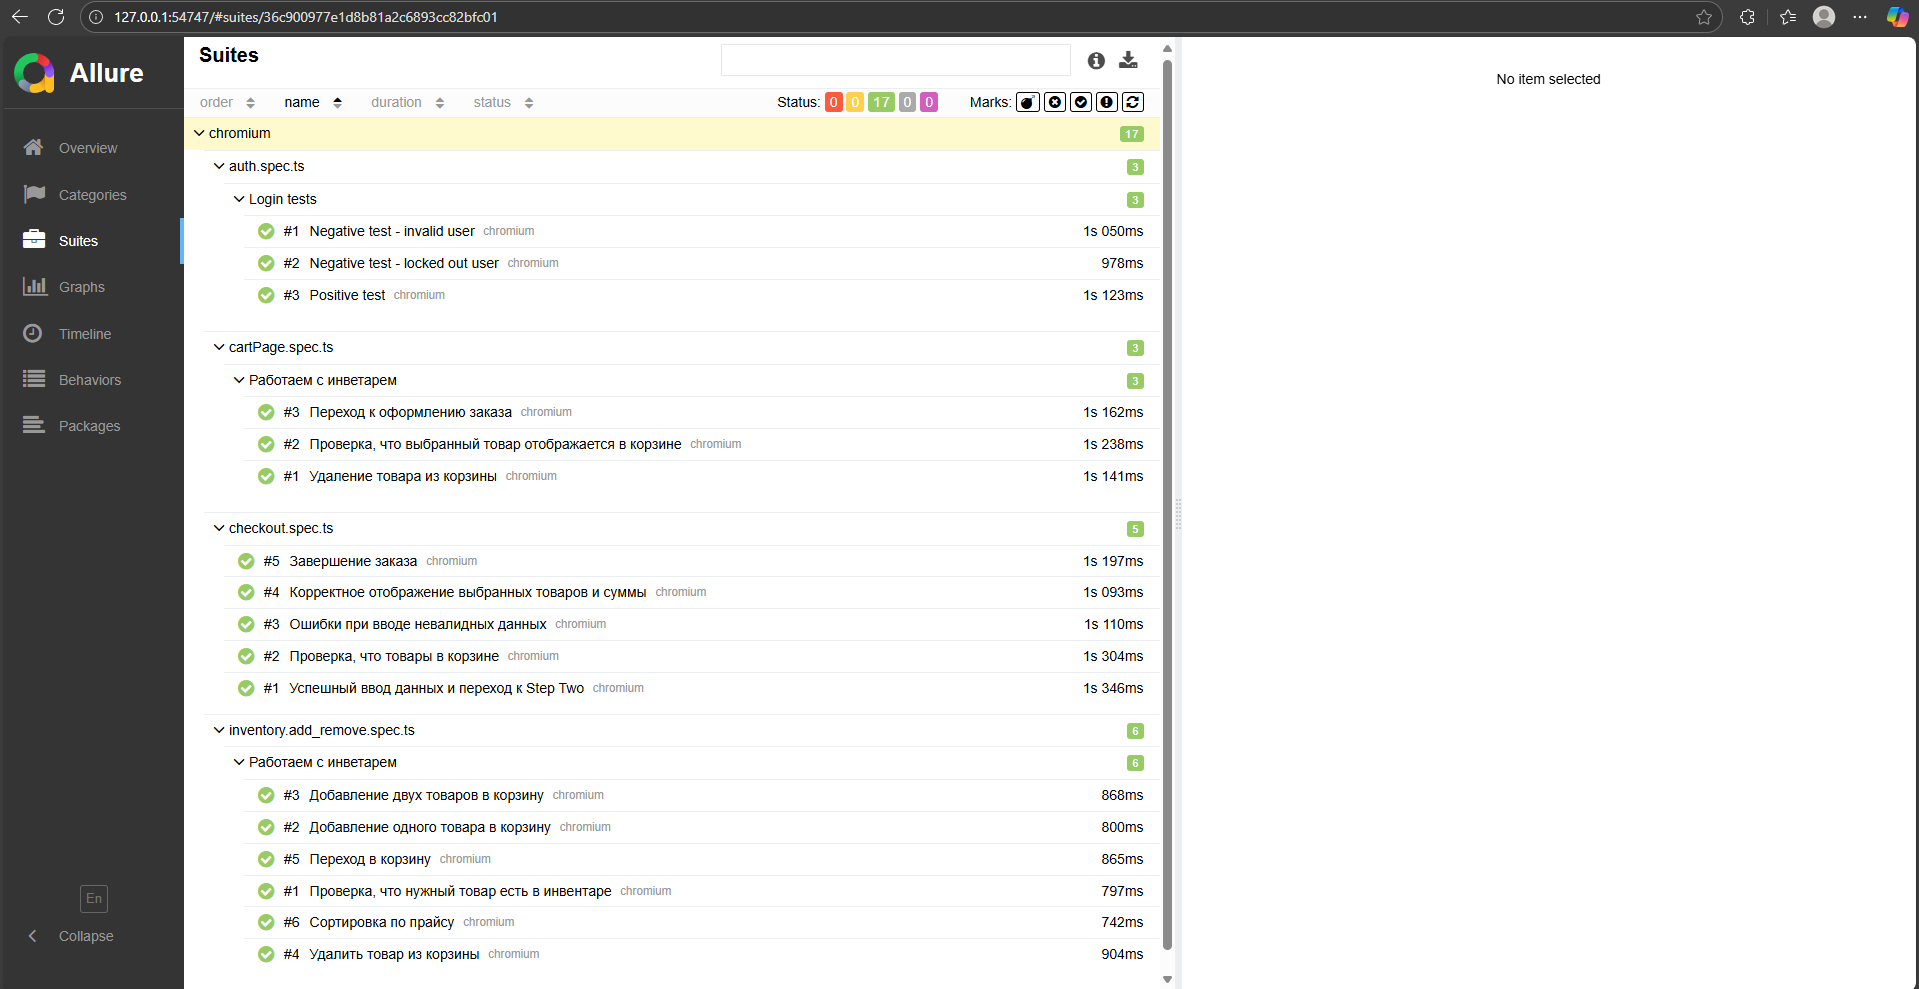 127.0.0.1:54747/#suites/36c900977e1d8b81a2c6893cc82bfc01
Allure
Overview
Categories
Suites
Graphs
Timeline
Behaviors
Packages
En
Collapse
Suites
order name duration status Status: 0 0 17 0 0 Marks:
chromium 17
auth.spec.ts 3
Login tests 3
#1 Negative test - invalid user chromium 1s 050ms
#2 Negative test - locked out user chromium 978ms
#3 Positive test chromium 1s 123ms
cartPage.spec.ts 3
Работаем с инветарем 3
#3 Переход к оформлению заказа chromium 1s 162ms
#2 Проверка, что выбранный товар отображается в корзине chromium 1s 238ms
#1 Удаление товара из корзины chromium 1s 141ms
checkout.spec.ts 5
#5 Завершение заказа chromium 1s 197ms
#4 Корректное отображение выбранных товаров и суммы chromium 1s 093ms
#3 Ошибки при вводе невалидных данных chromium 1s 110ms
#2 Проверка, что товары в корзине chromium 1s 304ms
#1 Успешный ввод данных и переход к Step Two chromium 1s 346ms
inventory.add_remove.spec.ts 6
Работаем с инветарем 6
#3 Добавление двух товаров в корзину chromium 868ms
#2 Добавление одного товара в корзину chromium 800ms
#5 Переход в корзину chromium 865ms
#1 Проверка, что нужный товар есть в инвентаре chromium 797ms
#6 Сортировка по прайсу chromium 742ms
#4 Удалить товар из корзины chromium 904ms
No item selected